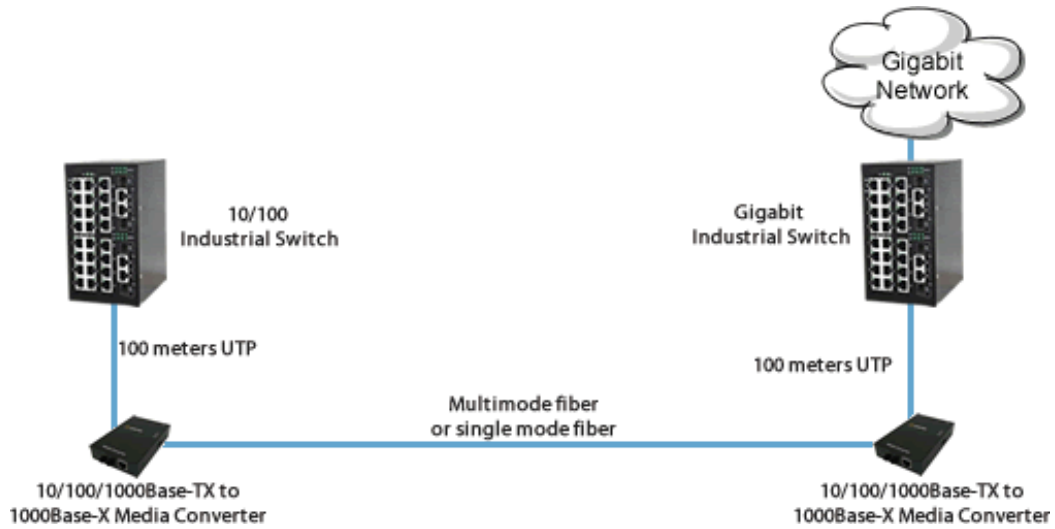 Gigabit
Network
10/100
Industrial Switch
Gigabit
Industrial Switch
100 meters UTP
100 meters UTP
Multimode fiber
or single mode fiber
10/100/1000Base-TX to
1000Base-X Media Converter
10/100/1000Base-TX to
1000Base-X Media Converter